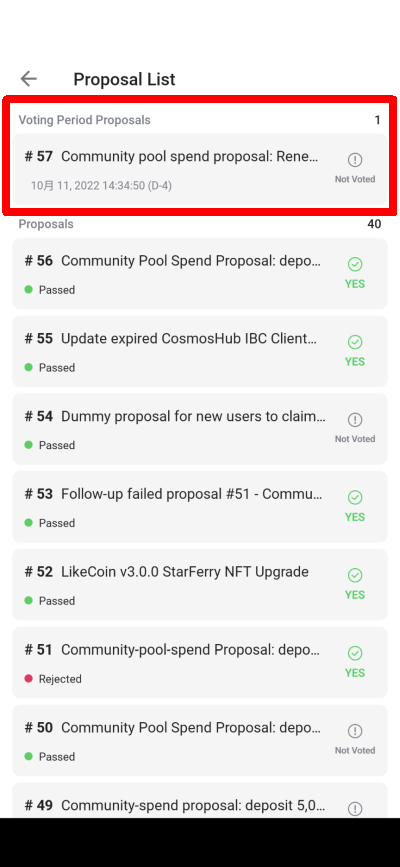 Proposal List
Voting Period Proposals 1
# 57 Community pool spend proposal: Rene...
10月 11, 2022 14:34:50 (D-4)
Not Voted
Proposals 40
# 56 Community Pool Spend Proposal: depo...
Passed
YES
# 55 Update expired CosmosHub IBC Client...
Passed
YES
# 54 Dummy proposal for new users to claim...
Passed
Not Voted
# 53 Follow-up failed proposal #51 - Commu...
Passed
YES
# 52 LikeCoin v3.0.0 StarFerry NFT Upgrade
Passed
YES
# 51 Community-pool-spend Proposal: depo...
Rejected
YES
# 50 Community Pool Spend Proposal: depo...
Passed
Not Voted
# 49 Community-spend proposal: deposit 5,0...